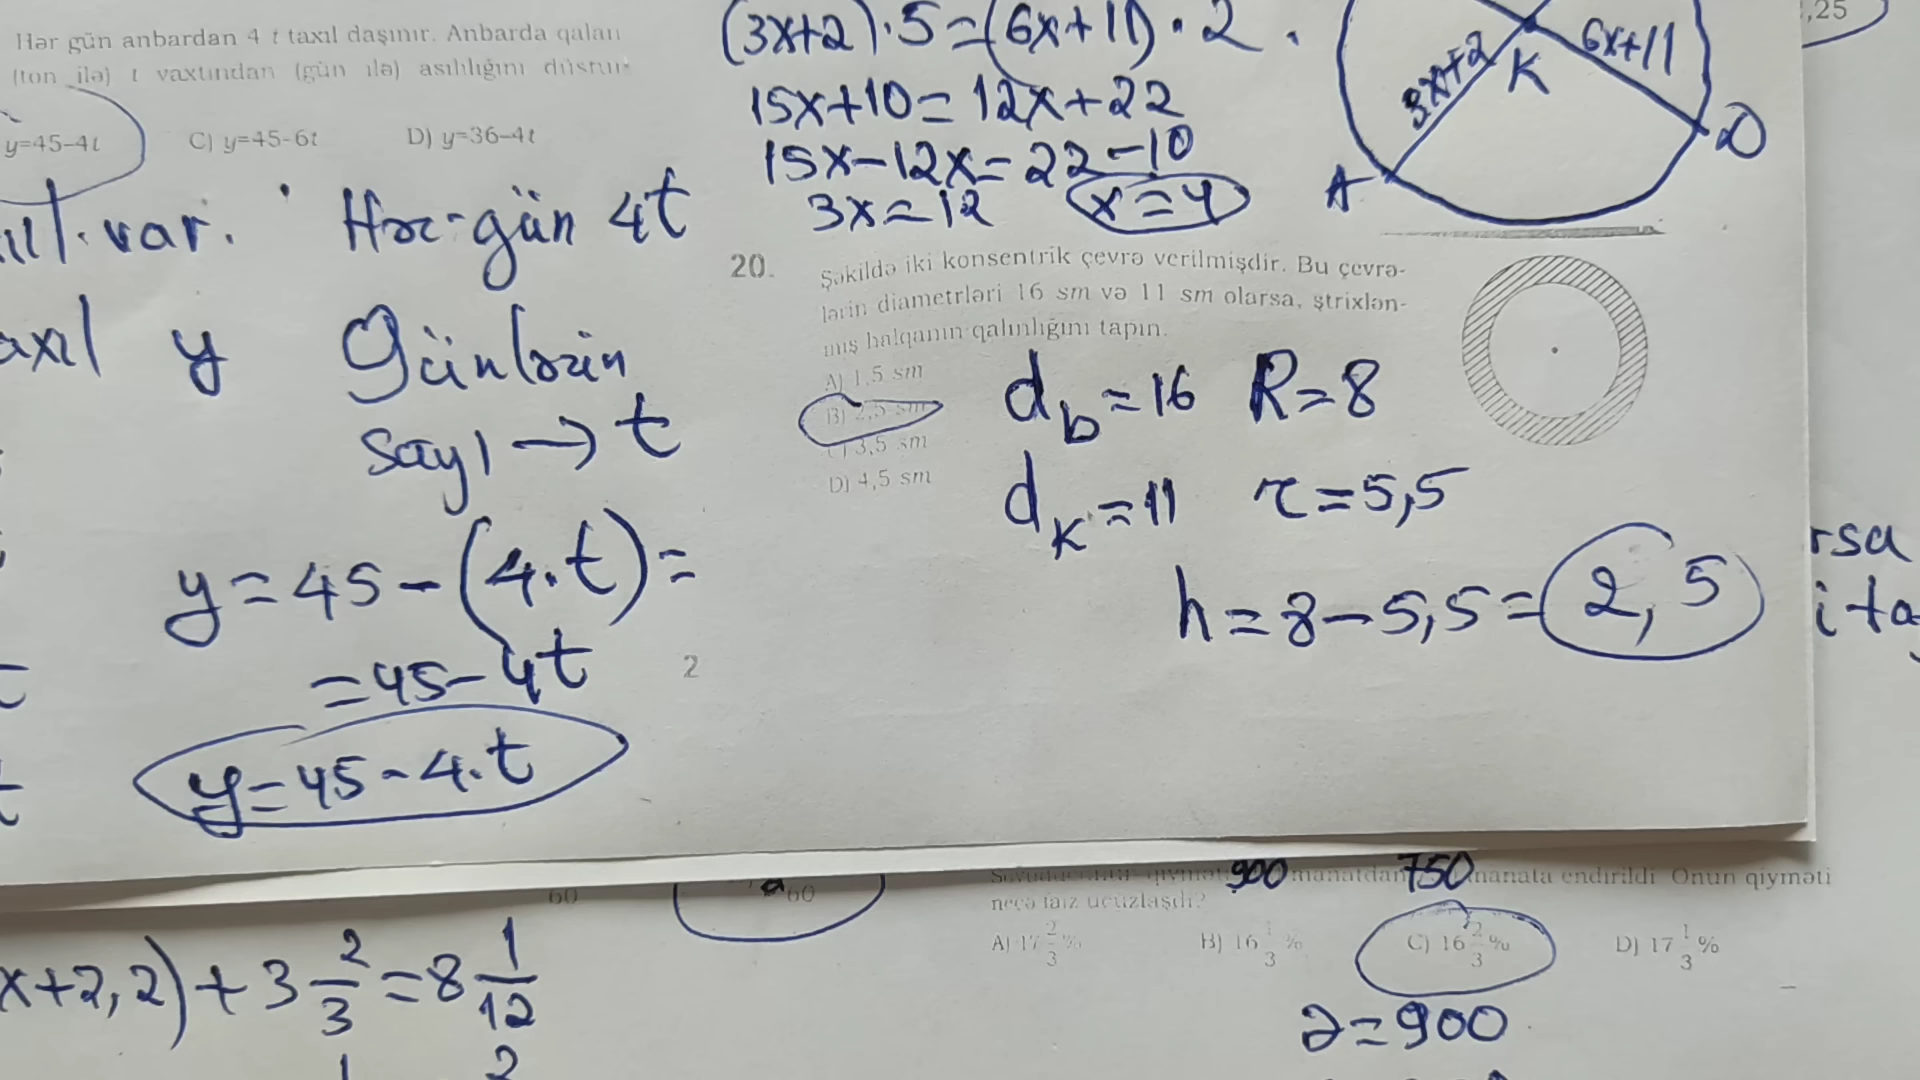 Hər gün anbardan 4 t taxıl daşınır. Anbarda qalan
(ton ilə) t vaxtından (gün ilə) asılılığını düstur-
y=45–4t
C) y=45-6t
D) y=36–4t
var. Hər gün 4t
y Günlərin
sayı → t
y = 45 – (4·t) =
= 45 – 4t
y = 45 – 4·t
2
(3x+2)·5=(6x+11)·2
15x+10=12x+22
15x–12x=22–10
3x=12 x=4
3x+2
K
6x+11
A
D
,25
20. Şəkildə iki konsentrik çevrə verilmişdir. Bu çevrə-
lərin diametrləri 16 sm və 11 sm olarsa, ştrixlən-
miş halqanın qalınlığını tapın.
A) 1,5 sm
B) 2,5 sm
C) 3,5 sm
D) 4,5 sm
db=16 R=8
dk=11 r=5,5
h=8–5,5=2,5
rsa
60
60
900 manatdan 750 manata endirildi. Onun qiyməti
neçə faiz ucuzlaşdı?
A) 17 2/3 %
B) 16 1/3 %
C) 16 2/3 %
D) 17 1/3 %
x+2,2)+3 2/3=8 1/12
a=900